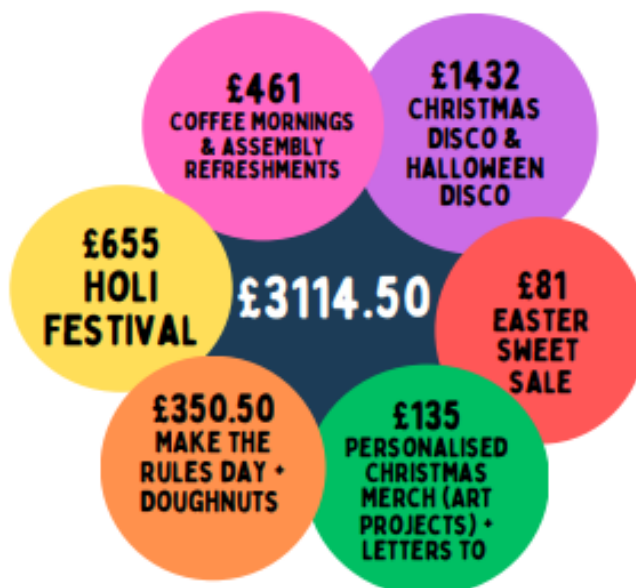 £461
COFFEE MORNINGS
& ASSEMBLY
REFRESHMENTS
£1432
CHRISTMAS
DISCO &
HALLOWEEN
DISCO
£655
HOLI
FESTIVAL
£3114.50
£81
EASTER
SWEET
SALE
£350.50
MAKE THE
RULES DAY +
DOUGHNUTS
£135
PERSONALISED
CHRISTMAS
MERCH (ART
PROJECTS) +
LETTERS TO